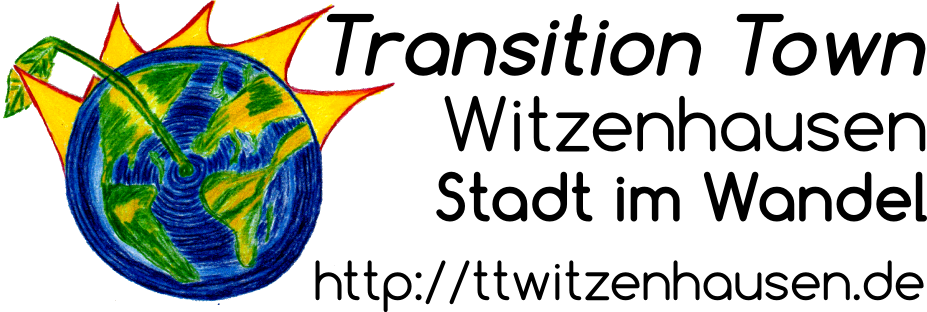 Transition Town
Witzenhausen
Stadt im Wandel
http://ttwitzenhausen.de